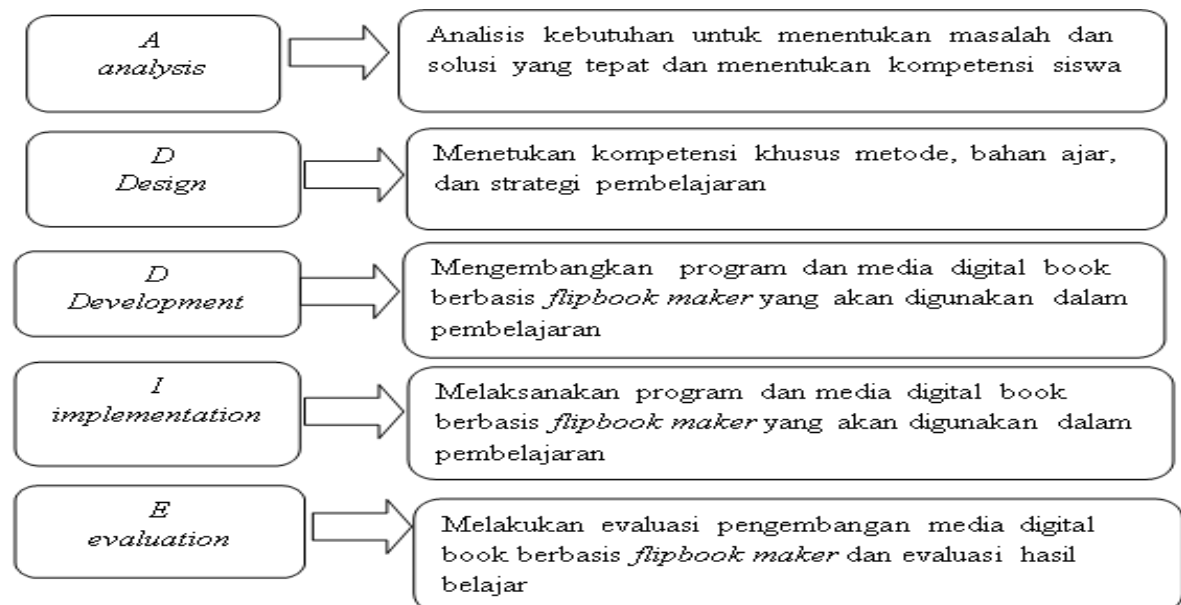 A
analysis
Analisis kebutuhan untuk menentukan masalah dan
solusi yang tepat dan menentukan kompetensi siswa
D
Design
Menetukan kompetensi khusus metode, bahan ajar,
dan strategi pembelajaran
D
Development
Mengembangkan program dan media digital book
berbasis flipbook maker yang akan digunakan dalam
pembelajaran
I
implementation
Melaksanakan program dan media digital book
berbasis flipbook maker yang akan digunakan dalam
pembelajaran
E
evaluation
Melakukan evaluasi pengembangan media digital
book berbasis flipbook maker dan evaluasi hasil
belajar